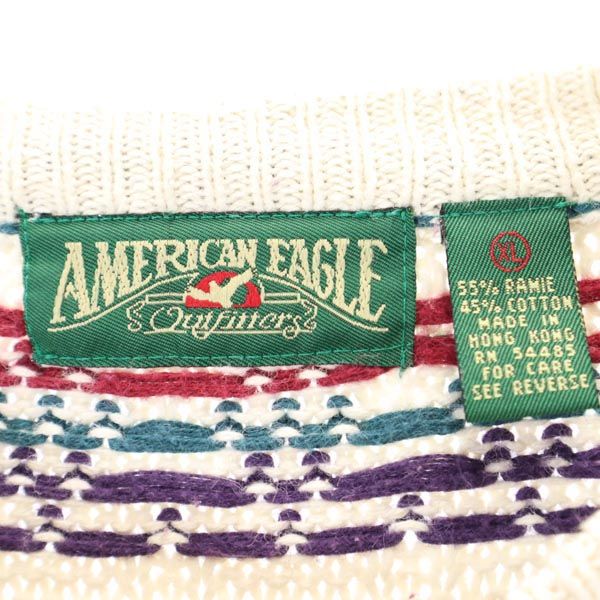 AMERICAN EAGLE
Outfitters
XL
55% RAMIE
45% COTTON
MADE IN
HONG KONG
RN 54485
FOR CARE
SEE REVERSE